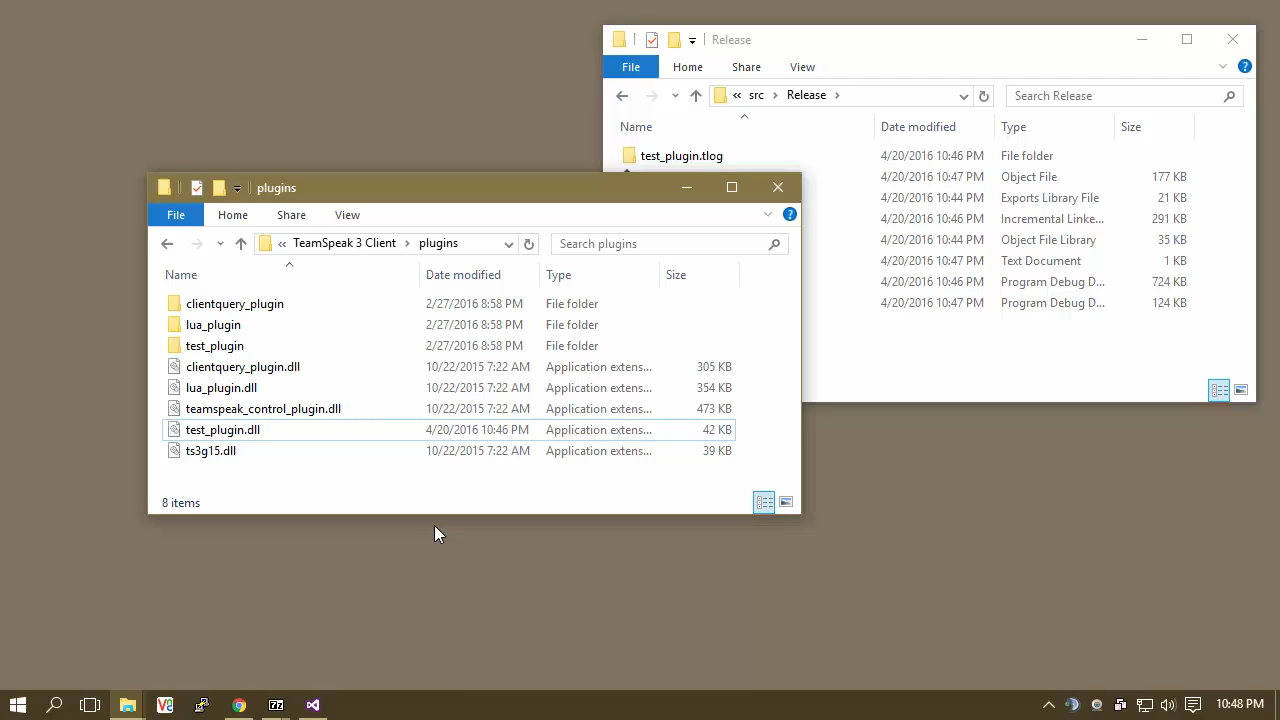 Release
File Home Share View
« src › Release › Search Release
Name Date modified Type Size
test_plugin.tlog 4/20/2016 10:46 PM File folder
4/20/2016 10:47 PM Object File 177 KB
4/20/2016 10:44 PM Exports Library File 21 KB
4/20/2016 10:46 PM Incremental Linke... 291 KB
4/20/2016 10:44 PM Object File Library 35 KB
4/20/2016 10:47 PM Text Document 1 KB
4/20/2016 10:46 PM Program Debug D... 724 KB
4/20/2016 10:47 PM Program Debug D... 124 KB
plugins
File Home Share View
« TeamSpeak 3 Client › plugins Search plugins
Name Date modified Type Size
clientquery_plugin 2/27/2016 8:58 PM File folder
lua_plugin 2/27/2016 8:58 PM File folder
test_plugin 2/27/2016 8:58 PM File folder
clientquery_plugin.dll 10/22/2015 7:22 AM Application extens... 305 KB
lua_plugin.dll 10/22/2015 7:22 AM Application extens... 354 KB
teamspeak_control_plugin.dll 10/22/2015 7:22 AM Application extens... 473 KB
test_plugin.dll 4/20/2016 10:46 PM Application extens... 42 KB
ts3g15.dll 10/22/2015 7:22 AM Application extens... 39 KB
8 items
10:48 PM